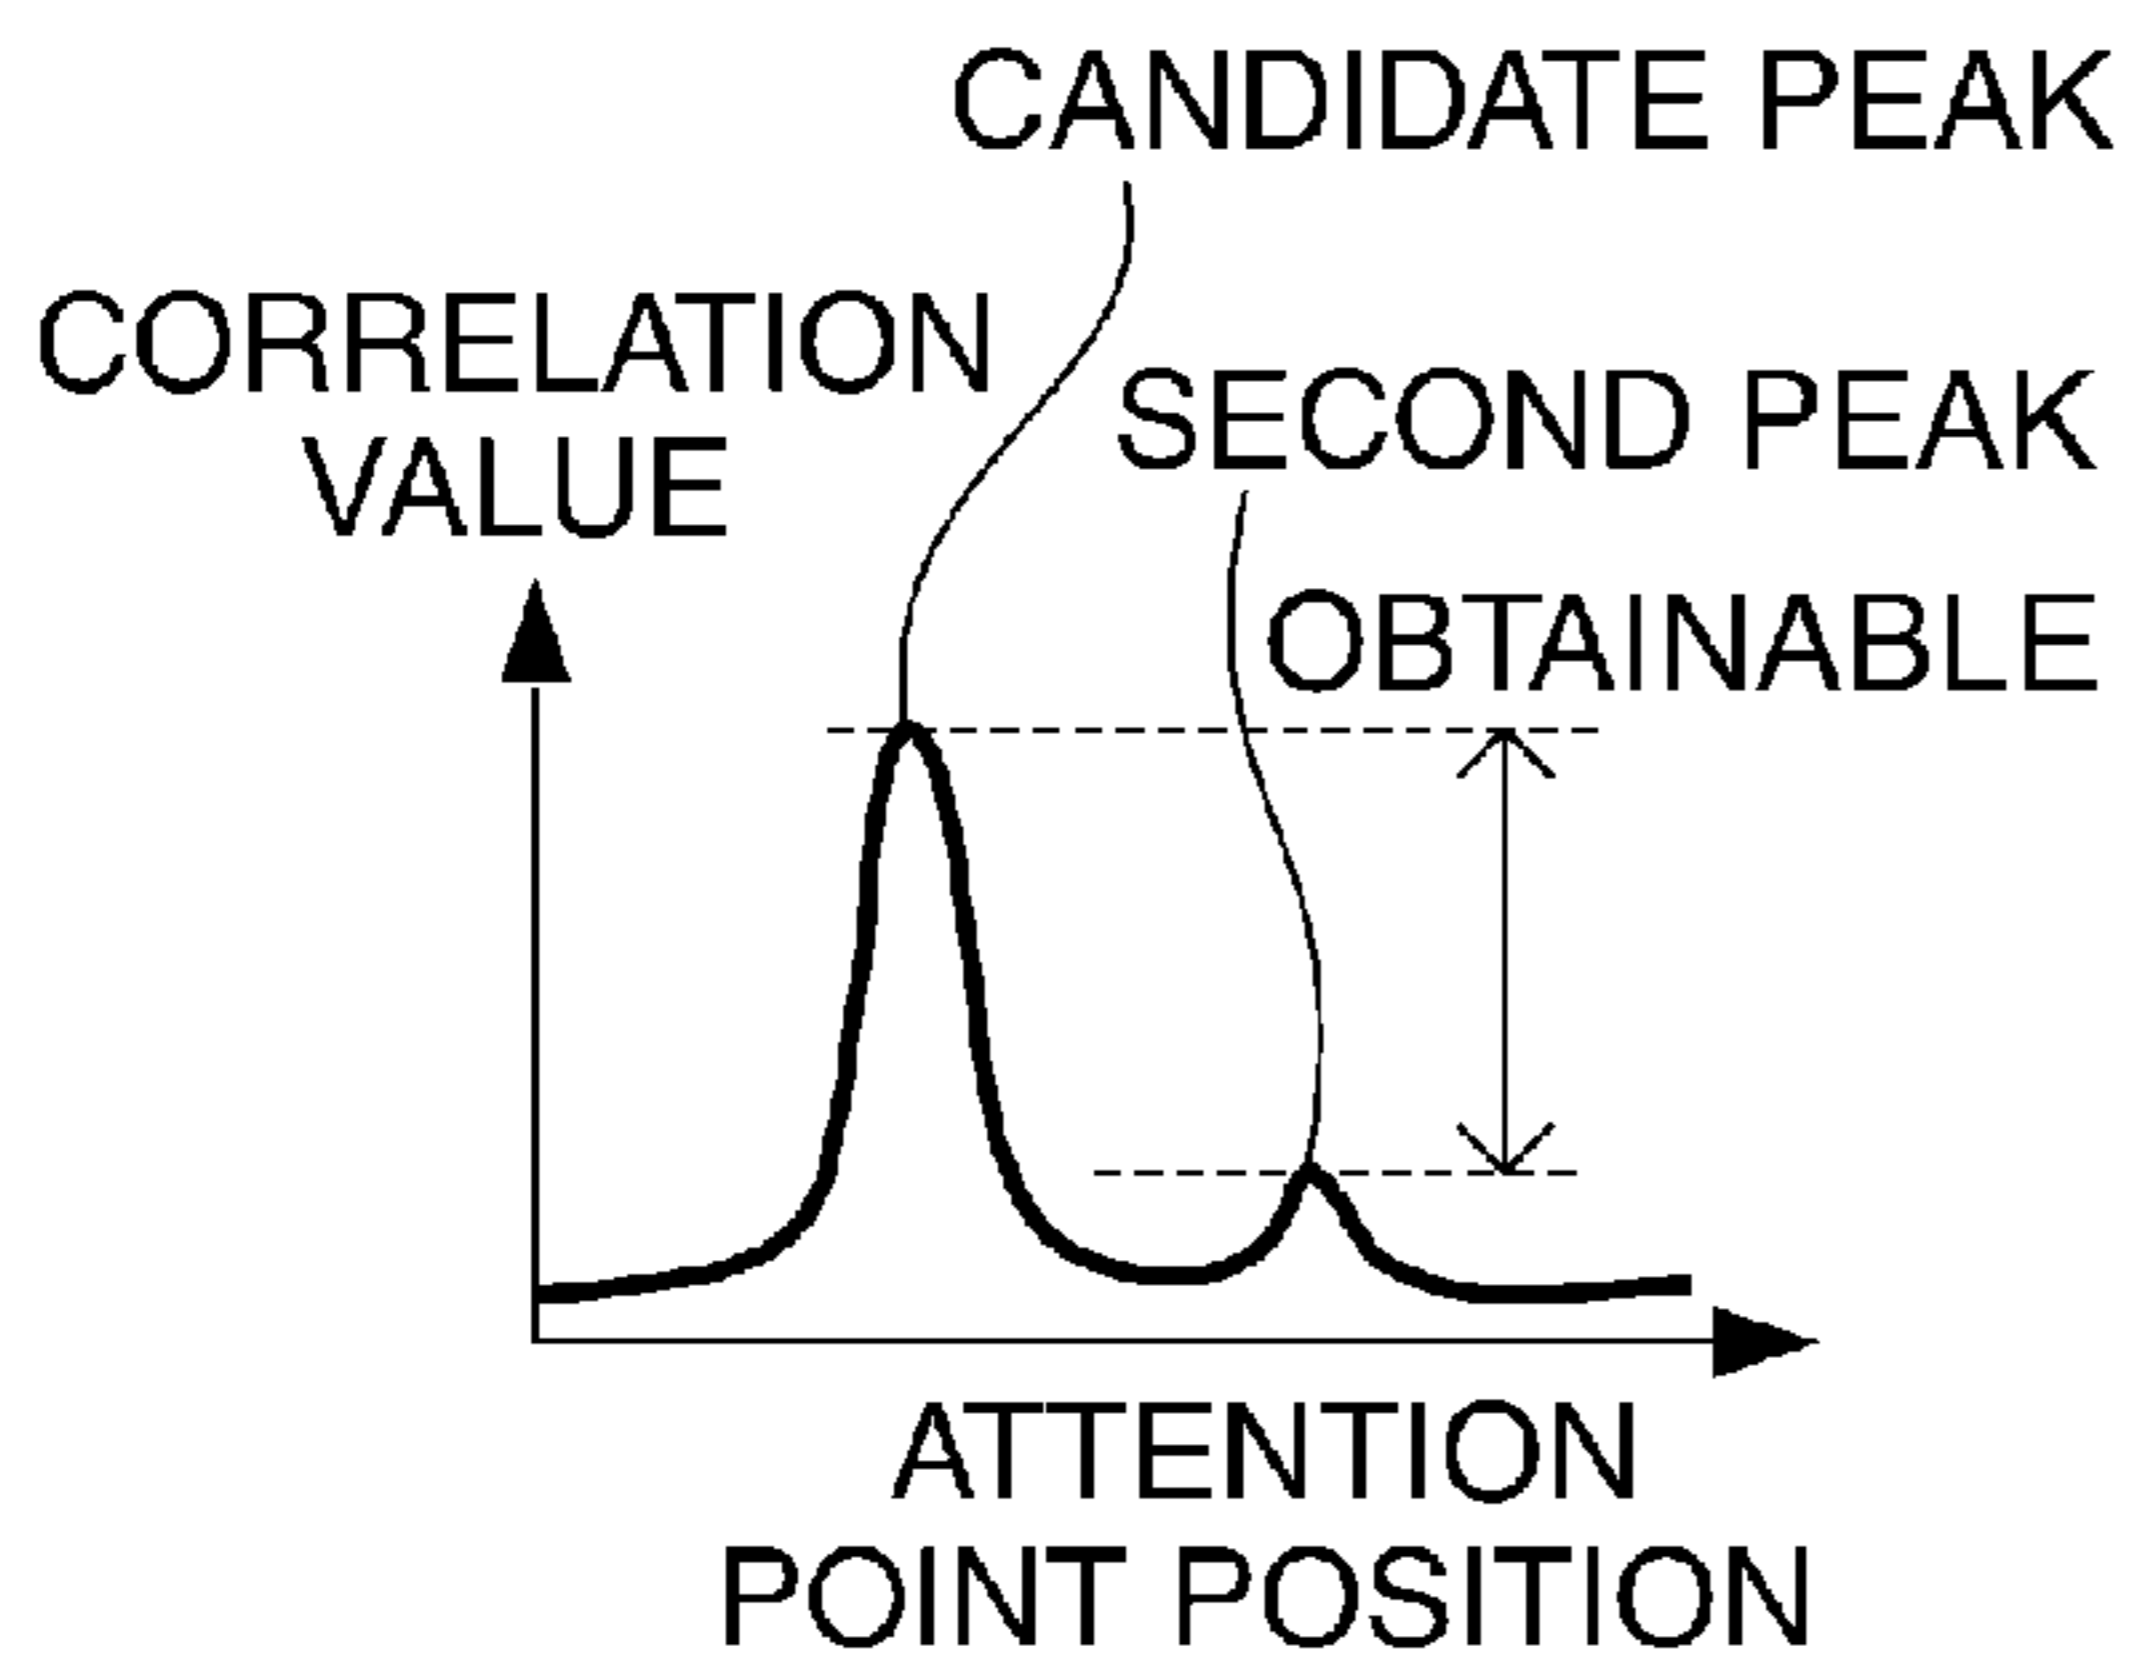 CANDIDATE PEAK
CORRELATION
VALUE
SECOND PEAK
OBTAINABLE
ATTENTION
POINT POSITION